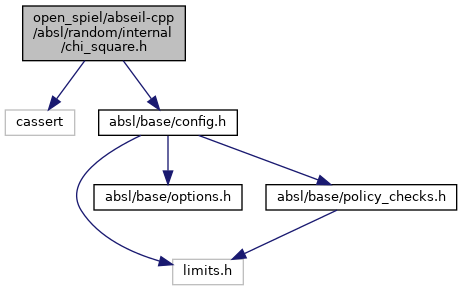 open_spiel/abseil-cpp
/absl/random/internal
/chi_square.h
cassert
absl/base/config.h
absl/base/options.h
absl/base/policy_checks.h
limits.h